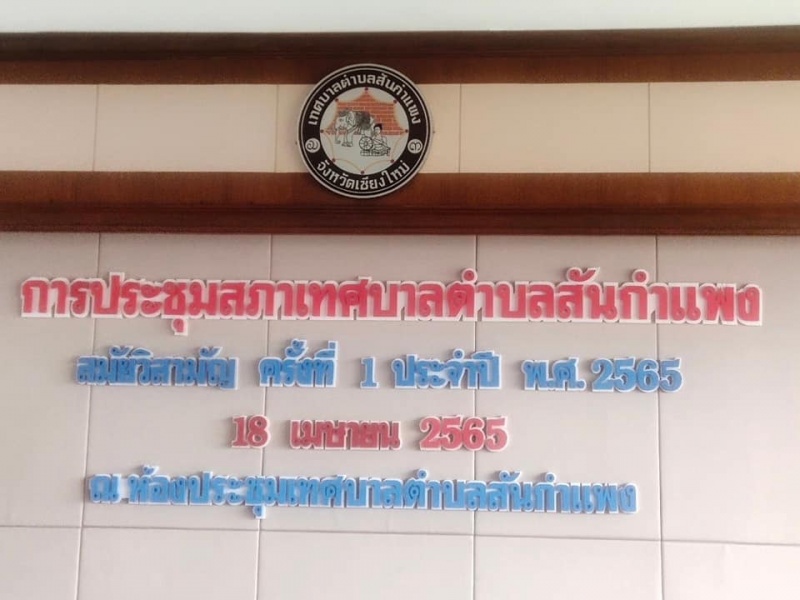 เทศบาลตำบลสันกำแพง
จังหวัดเชียงใหม่
การประชุมสภาเทศบาลตำบลสันกำแพง
สมัยวิสามัญ ครั้งที่ 1 ประจำปี พ.ศ. 2565
18 เมษายน 2565
ณ ห้องประชุมเทศบาลตำบลสันกำแพง